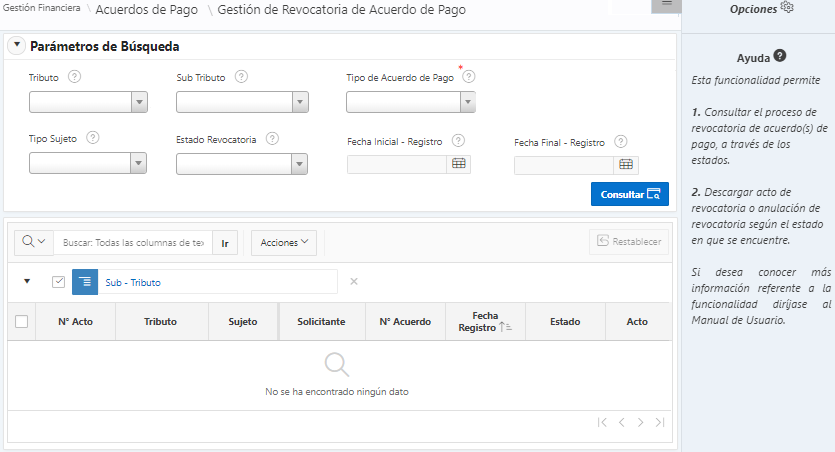 Gestión Financiera \ Acuerdos de Pago \ Gestión de Revocatoria de Acuerdo de Pago
Opciones
Parámetros de Búsqueda
Tributo
Sub Tributo
Tipo de Acuerdo de Pago *
Tipo Sujeto
Estado Revocatoria
Fecha Inicial - Registro
Fecha Final - Registro
Consultar
Buscar: Todas las columnas de tex
Ir
Acciones
Restablecer
Sub - Tributo
N° Acto
Tributo
Sujeto
Solicitante
N° Acuerdo
Fecha
Registro
Estado
Acto
No se ha encontrado ningún dato
Ayuda
Esta funcionalidad permite
1. Consultar el proceso de
revocatoria de acuerdo(s) de
pago, a través de los
estados.
2. Descargar acto de
revocatoria o anulación de
revocatoria según el estado
en que se encuentre.
Si desea conocer más
información referente a la
funcionalidad diríjase al
Manual de Usuario.